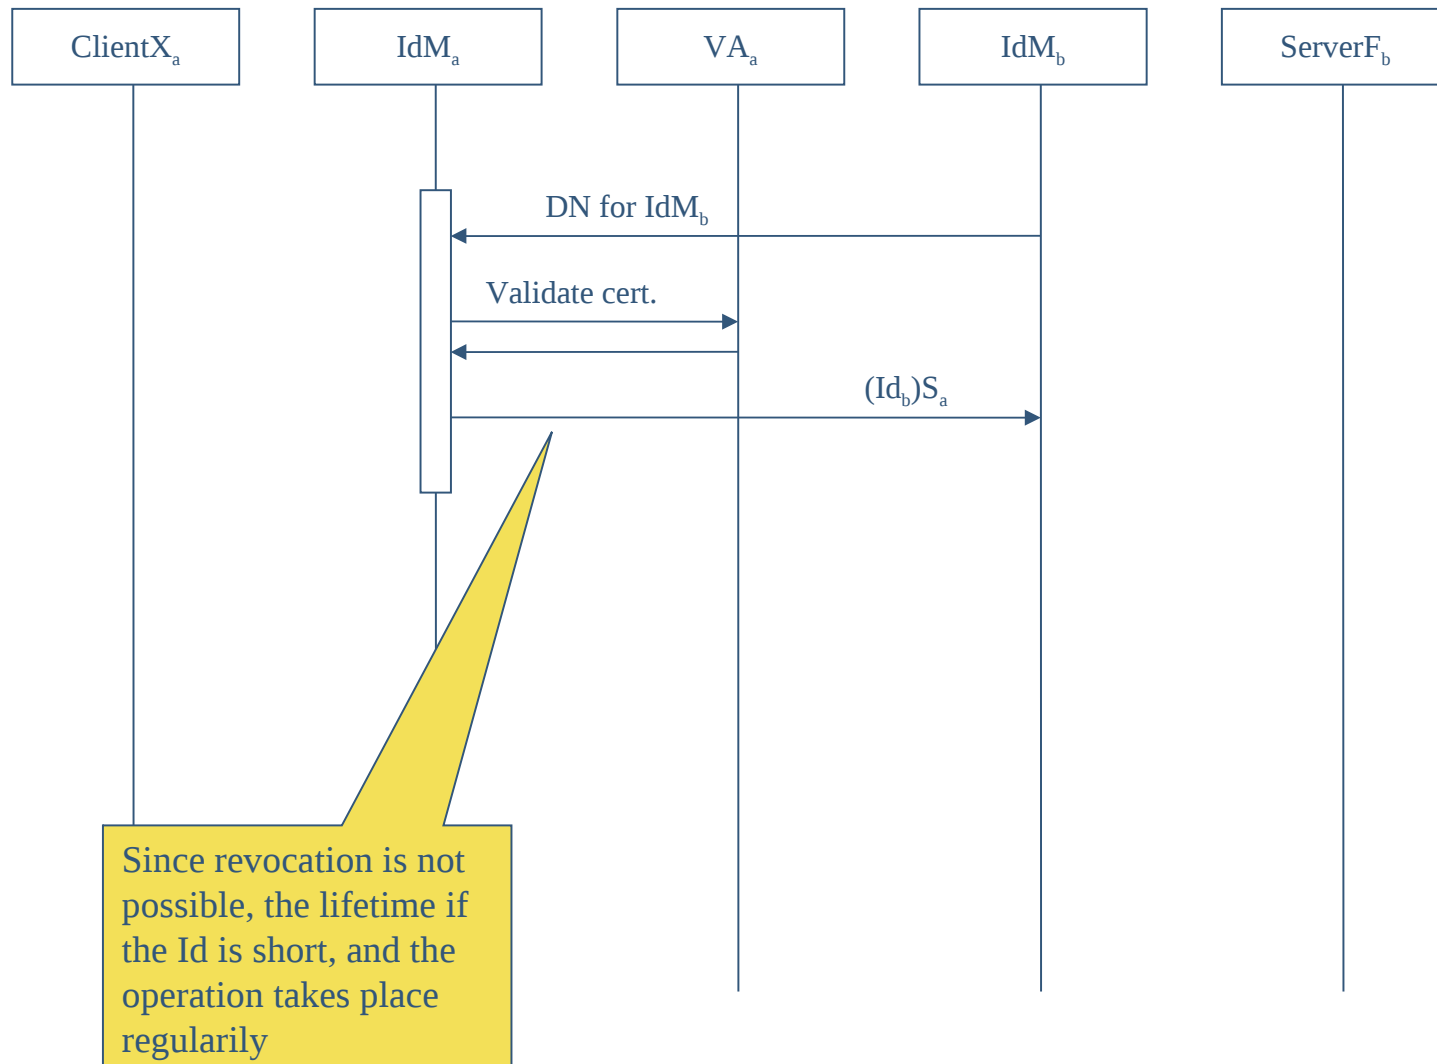 ClientXa
IdMa
VAa
IdMb
ServerFb
DN for IdMb
Validate cert.
(Idb)Sa
Since revocation is not
possible, the lifetime if
the Id is short, and the
operation takes place
regularily